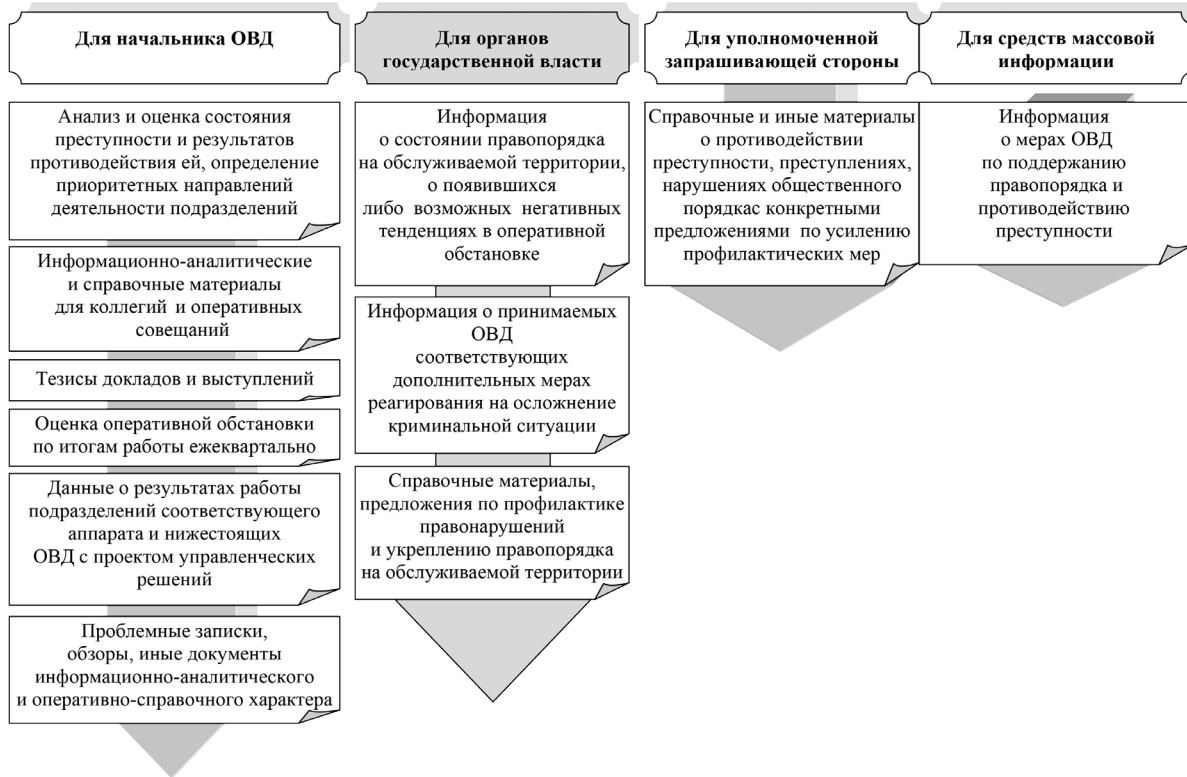 Для начальника ОВД
Анализ и оценка состояния
преступности и результатов
противодействия ей, определение
приоритетных направлений
деятельности подразделений
Информационно-аналитические
и справочные материалы
для коллегий и оперативных
совещаний
Тезисы докладов и выступлений
Оценка оперативной обстановки
по итогам работы ежеквартально
Данные о результатах работы
подразделений соответствующего
аппарата и нижестоящих
ОВД с проектом управленческих
решений
Проблемные записки,
обзоры, иные документы
информационно-аналитического
и оперативно-справочного характера
Для органов
государственной власти
Информация
о состоянии правопорядка
на обслуживаемой территории,
о появившихся
либо возможных негативных
тенденциях в оперативной
обстановке
Информация о принимаемых
ОВД
соответствующих
дополнительных мерах
реагирования на осложнение
криминальной ситуации
Справочные материалы,
предложения по профилактике
правонарушений
и укреплению правопорядка
на обслуживаемой территории
Для уполномоченной
запрашивающей стороны
Справочные и иные материалы
о противодействии
преступности, преступлениях,
нарушениях общественного
порядкас конкретными
предложениями по усилению
профилактических мер
Для средств массовой
информации
Информация
о мерах ОВД
по поддержанию
правопорядка и
противодействию
преступности